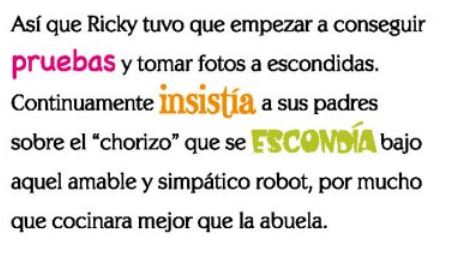 Así que Ricky tuvo que empezar a conseguir
pruebas y tomar fotos a escondidas.
Continuamente insistía a sus padres
sobre el “chorizo” que se ESCONDÍA bajo
aquel amable y simpático robot, por mucho
que cocinara mejor que la abuela.